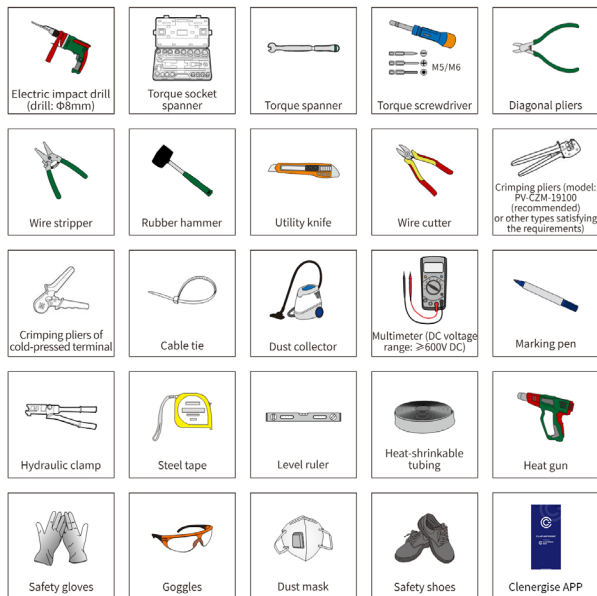 Electric impact drill
(drill: Φ8mm)
Torque socket
spanner
Torque spanner
M5/M6
Torque screwdriver
Diagonal pliers
Wire stripper
Rubber hammer
Utility knife
Wire cutter
Crimping pliers (model:
PV-CZM-19100
(recommended)
or other types satisfying
the requirements)
Crimping pliers of
cold-pressed terminal
Cable tie
Dust collector
Multimeter (DC voltage
range: ⩾600V DC)
Marking pen
Hydraulic clamp
Steel tape
Level ruler
Heat-shrinkable
tubing
Heat gun
Safety gloves
Goggles
Dust mask
Safety shoes
Clenergise APP